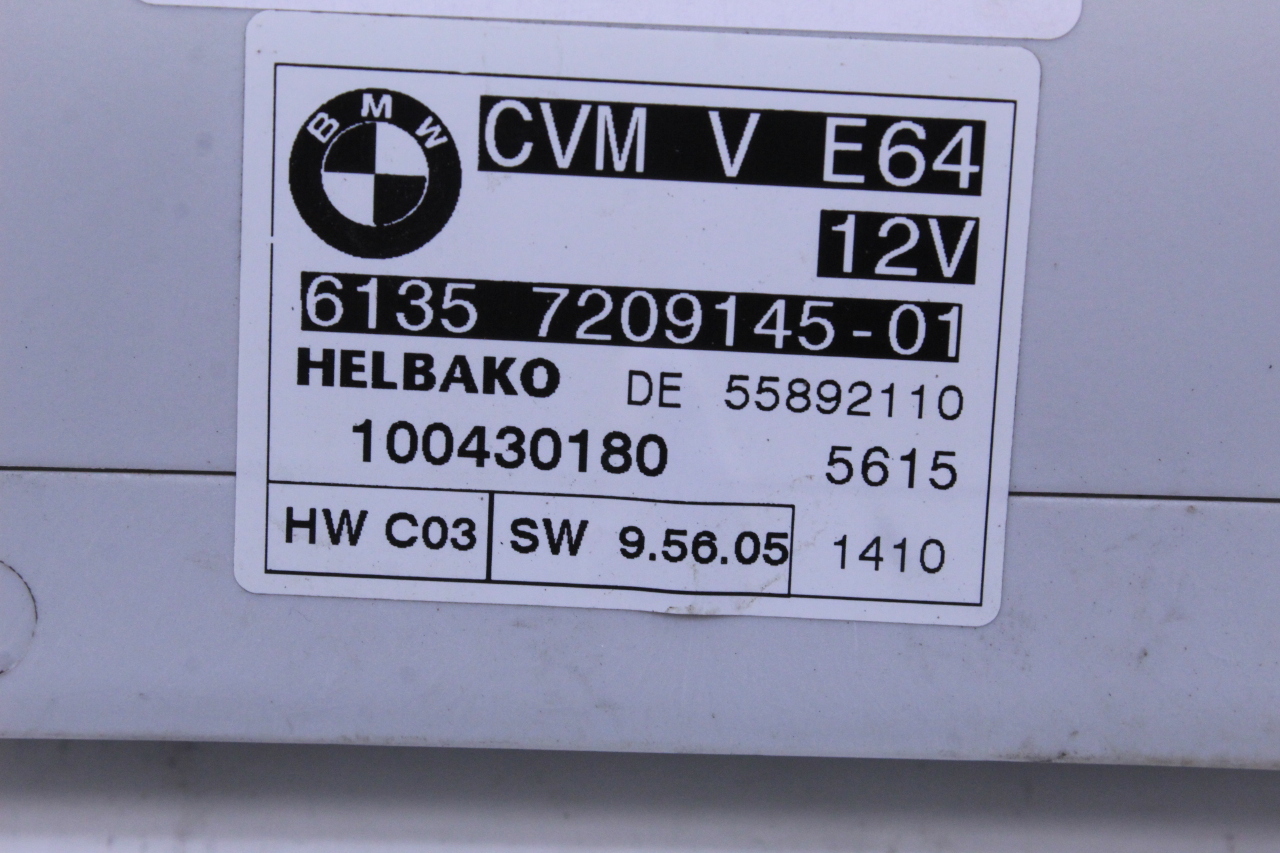 BMW
CVM V E64
12V
6135 7209145-01
HELBAKO DE 55892110
100430180 5615
HW C03 SW 9.56.05 1410